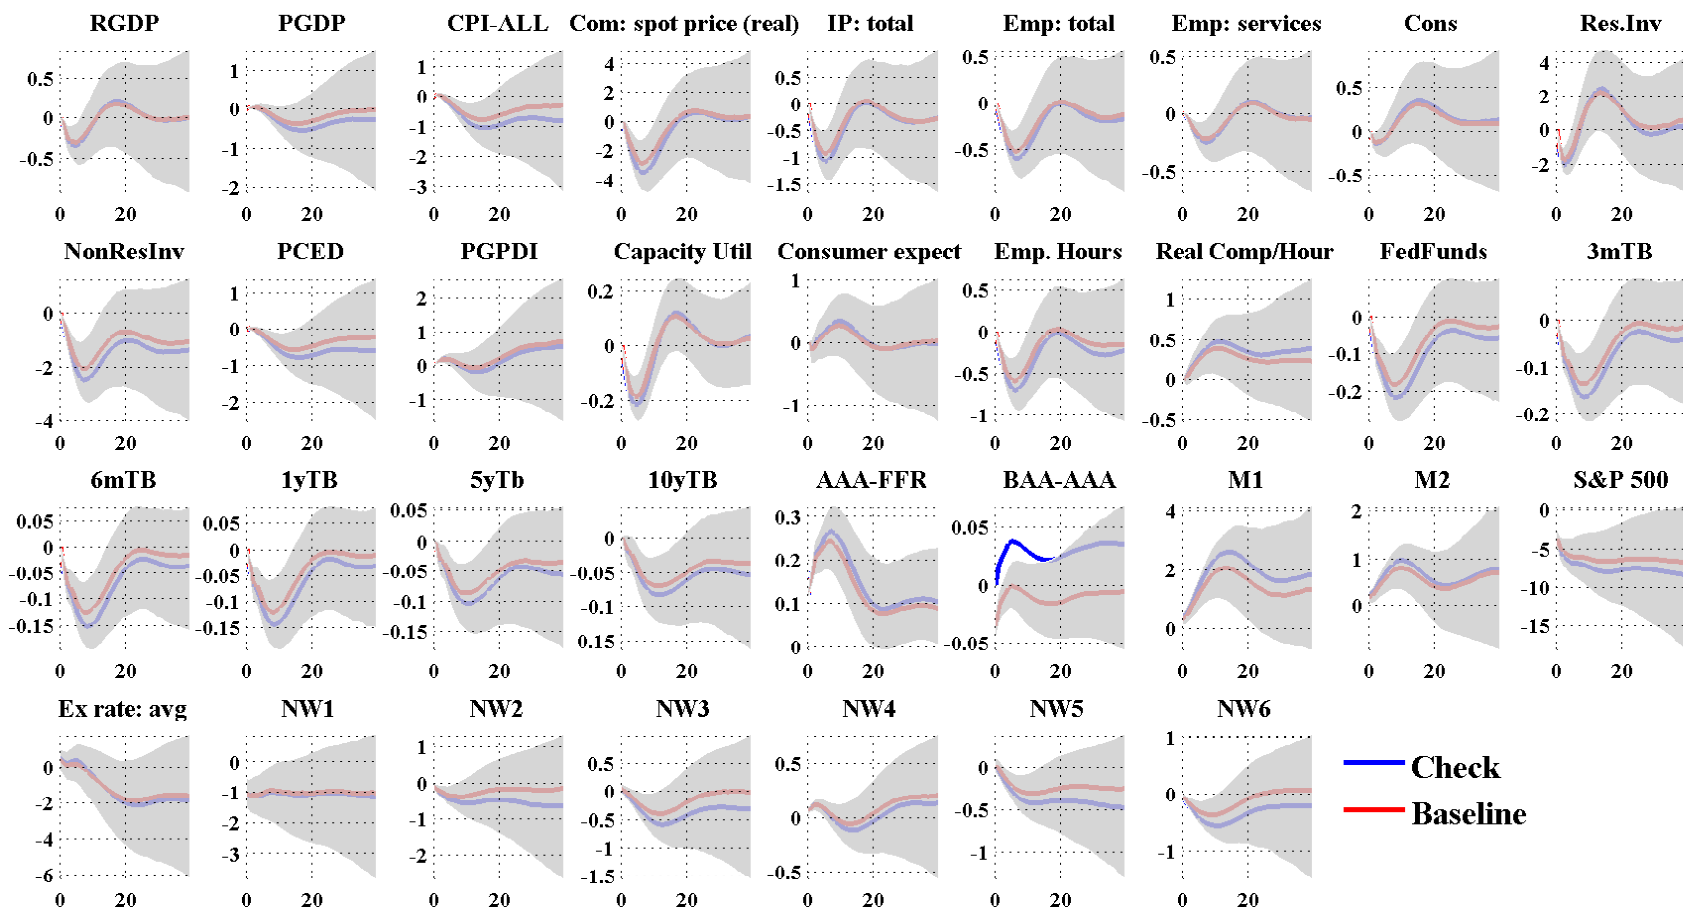 RGDP PGDP CPI-ALL Com: spot price (real) IP: total Emp: total Emp: services Cons Res.Inv
0.5 0 -0.5
0 20
1 0 -1 -2
0 20
1 0 -1 -2 -3
0 20
4 2 0 -2 -4
0 20
0.5 0 -0.5 -1 -1.5
0 20
0.5 0 -0.5
0 20
0.5 0 -0.5
0 20
0.5 0 -0.5
0 20
4 2 0 -2
0 20
NonResInv PCED PGPDI Capacity Util Consumer expect Emp. Hours Real Comp/Hour FedFunds 3mTB
0 -2 -4
0 20
1 0 -1 -2
0 20
2 1 0 -1
0 20
0.2 0 -0.2
0 20
1 0 -1
0 20
0.5 0 -0.5 -1
0 20
1 0.5 0 -0.5
0 20
0 -0.1 -0.2
0 20
0 -0.1 -0.2
0 20
6mTB 1yTB 5yTb 10yTB AAA-FFR BAA-AAA M1 M2 S&P 500
0.05 0 -0.05 -0.1 -0.15
0 20
0.05 0 -0.05 -0.1 -0.15
0 20
0.05 0 -0.05 -0.1 -0.15
0 20
0 -0.05 -0.1 -0.15
0 20
0.3 0.2 0.1 0
0 20
0.05 0 -0.05
0 20
4 2 0
0 20
2 1 0
0 20
0 -5 -10 -15
0 20
Ex rate: avg NW1 NW2 NW3 NW4 NW5 NW6
0 -2 -4 -6
0 20
0 -1 -2 -3
0 20
1 0 -1 -2
0 20
0.5 0 -0.5 -1 -1.5
0 20
0.5 0 -0.5
0 20
0 -0.5 -1
0 20
1 0 -1
0 20
Check
Baseline